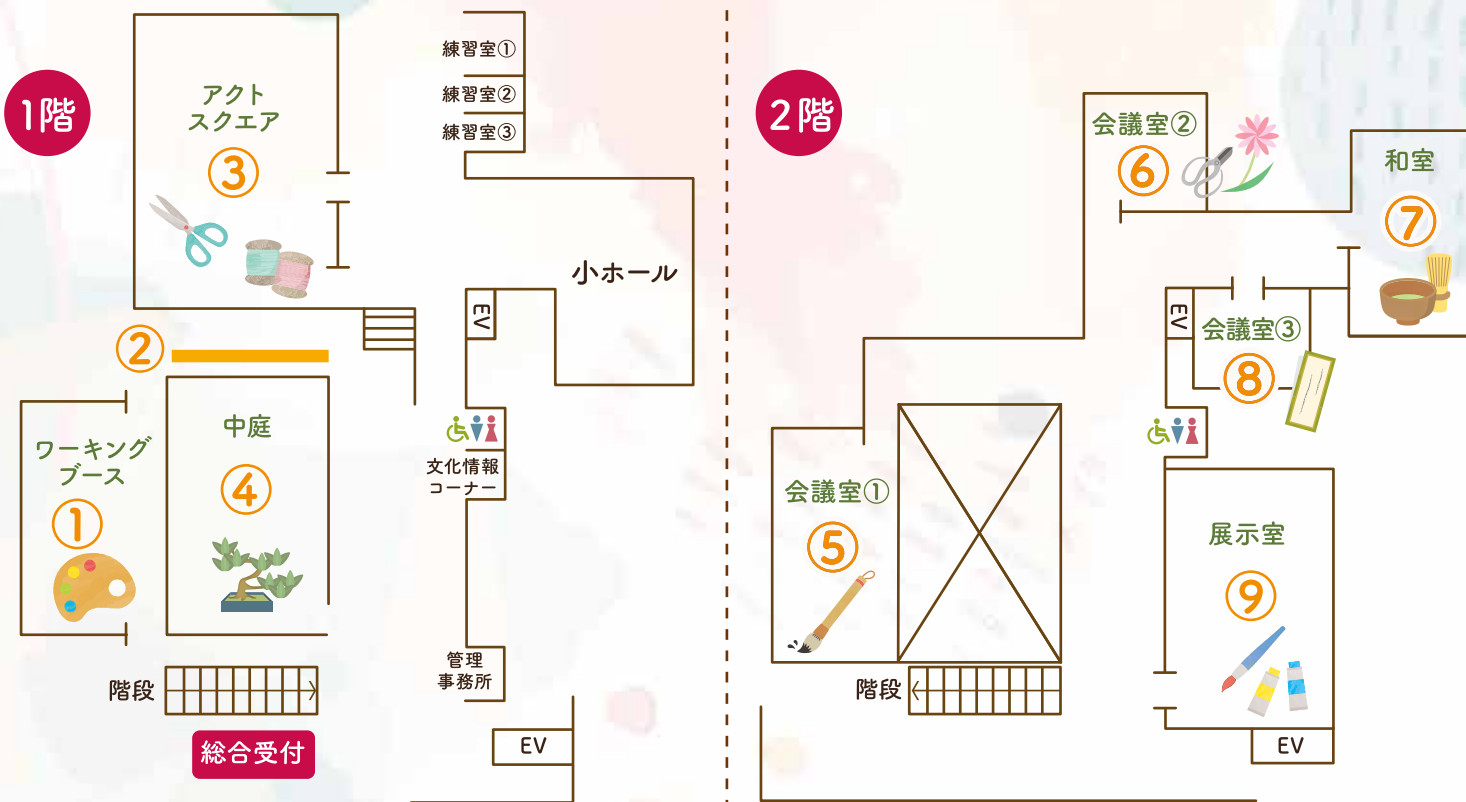 1階
アクト
スクエア
③
②
ワーキング
ブース
①
中庭
④
階段
総合受付
練習室①
練習室②
練習室③
小ホール
EV
文化情報
コーナー
管理
事務所
EV
2階
会議室②
⑥
和室
⑦
EV
会議室③
⑧
会議室①
⑤
展示室
⑨
階段
EV